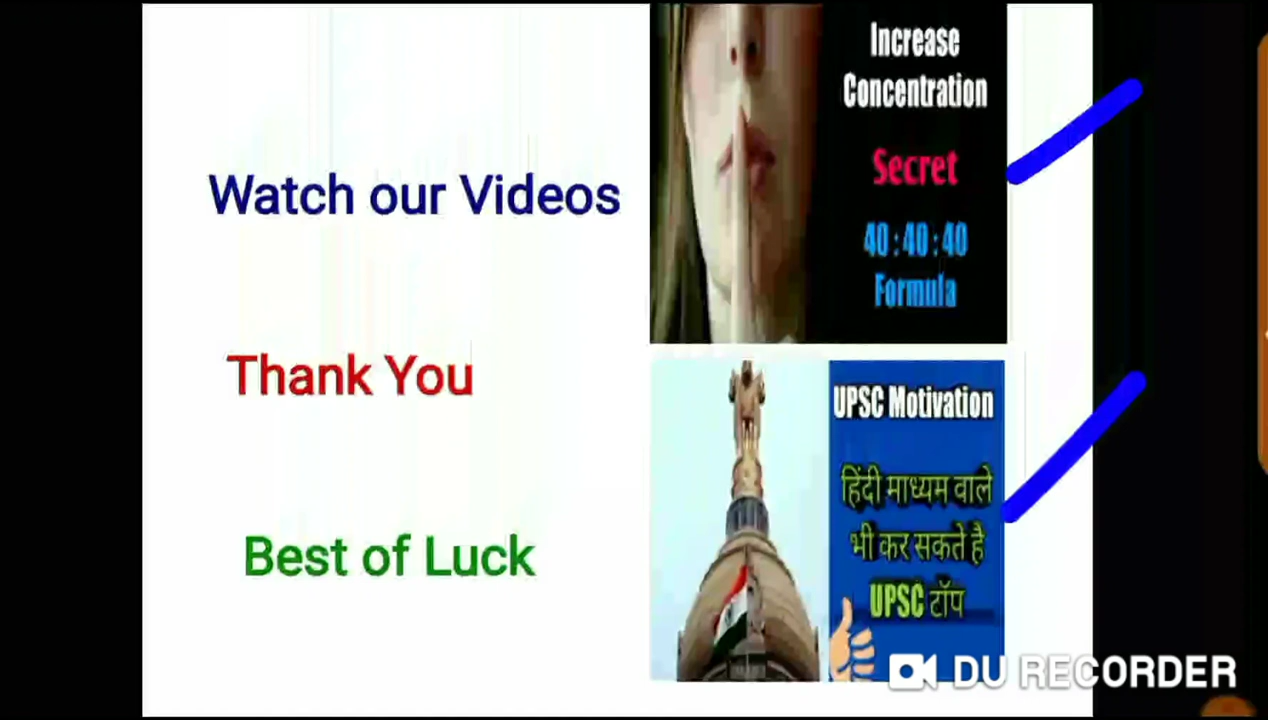 Watch our Videos
Thank You
Best of Luck
Increase
Concentration
Secret
40 : 40 : 40
Formula
UPSC Motivation
हिंदी माध्यम वाले
भी कर सकते है
UPSC टॉप
DU RECORDER